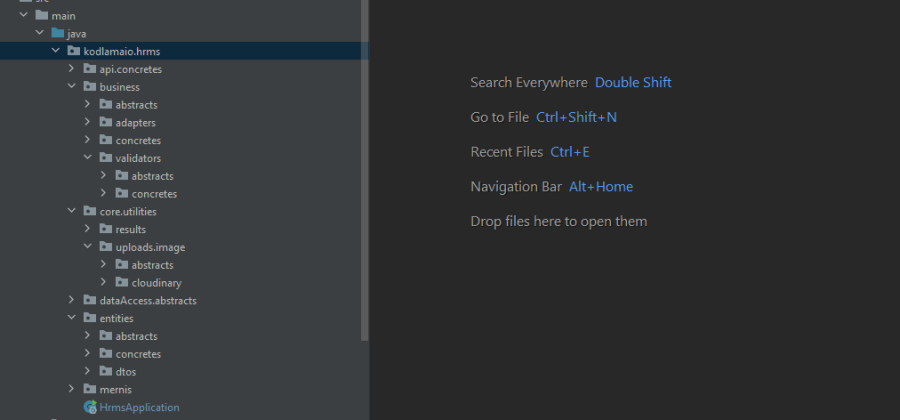 src
main
java
kodlamaio.hrms
api.concretes
business
abstracts
adapters
concretes
validators
abstracts
concretes
core.utilities
results
uploads.image
abstracts
cloudinary
dataAccess.abstracts
entities
abstracts
concretes
dtos
mernis
HrmsApplication
Search Everywhere Double Shift
Go to File Ctrl+Shift+N
Recent Files Ctrl+E
Navigation Bar Alt+Home
Drop files here to open them